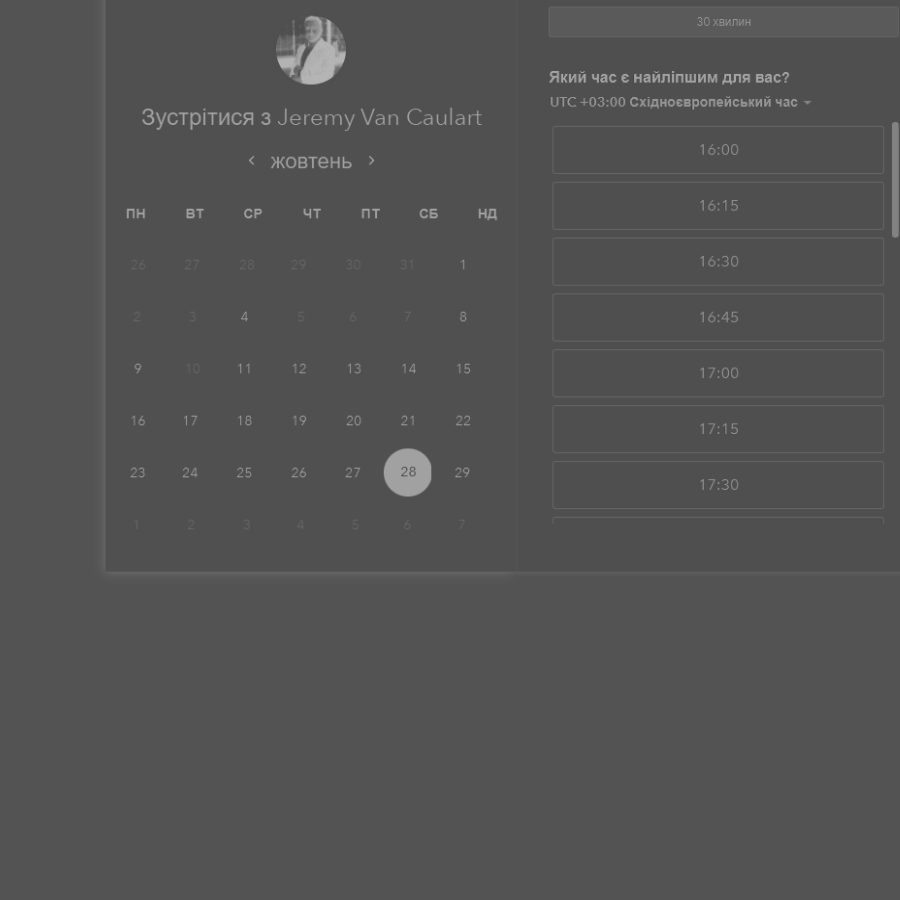 Зустрітися з Jeremy Van Caulart
жовтень
ПН ВТ СР ЧТ ПТ СБ НД
26 27 28 29 30 31 1
2 3 4 5 6 7 8
9 10 11 12 13 14 15
16 17 18 19 20 21 22
23 24 25 26 27 28 29
1 2 3 4 5 6 7
30 хвилин
Який час є найліпшим для вас?
UTC +03:00 Східноєвропейський час
16:00
16:15
16:30
16:45
17:00
17:15
17:30